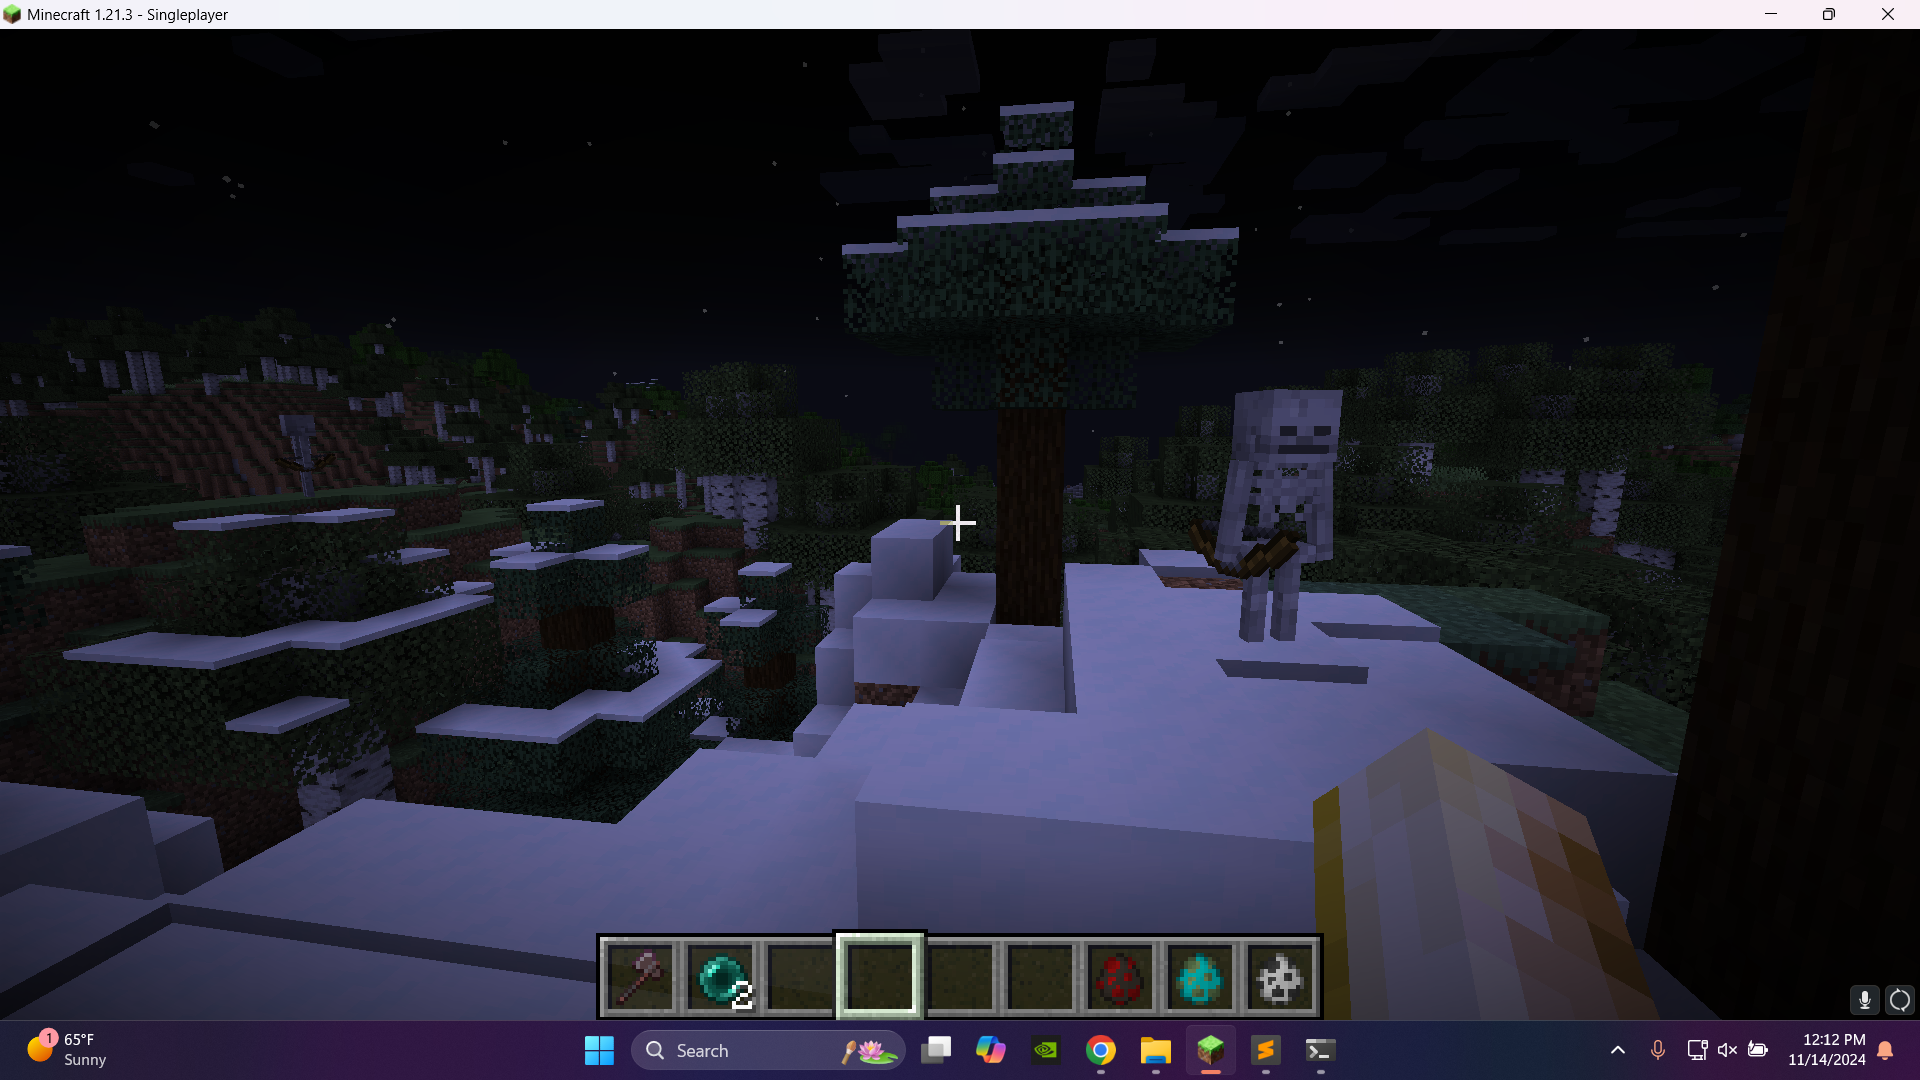 Minecraft 1.21.3 - Singleplayer
2
1
65°F
Sunny
Search
12:12 PM
11/14/2024